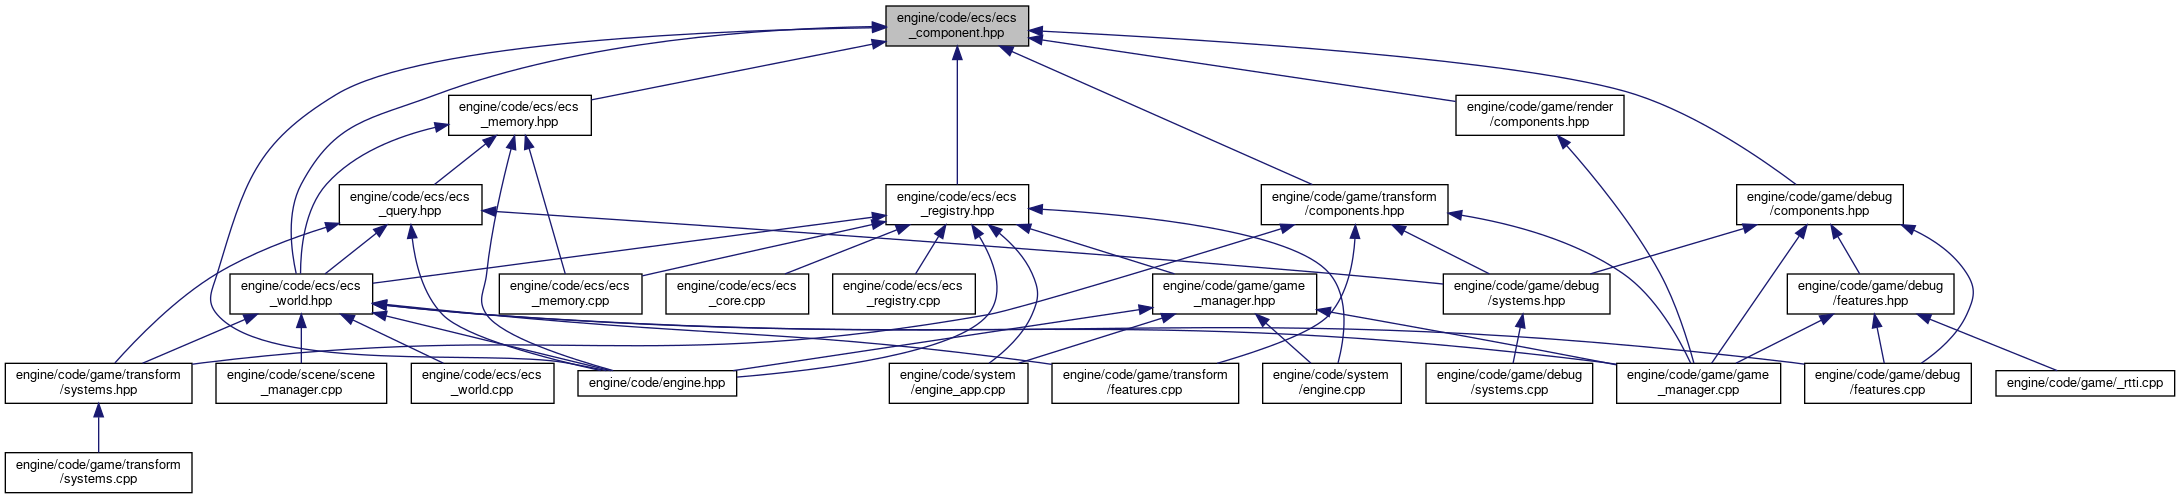 engine/code/ecs/ecs
_component.hpp
engine/code/ecs/ecs
_memory.hpp
engine/code/game/render
/components.hpp
engine/code/ecs/ecs
_query.hpp
engine/code/ecs/ecs
_registry.hpp
engine/code/game/transform
/components.hpp
engine/code/game/debug
/components.hpp
engine/code/ecs/ecs
_world.hpp
engine/code/ecs/ecs
_memory.cpp
engine/code/ecs/ecs
_core.cpp
engine/code/ecs/ecs
_registry.cpp
engine/code/game/game
_manager.hpp
engine/code/game/debug
/systems.hpp
engine/code/game/debug
/features.hpp
engine/code/game/transform
/systems.hpp
engine/code/scene/scene
_manager.cpp
engine/code/ecs/ecs
_world.cpp
engine/code/engine.hpp
engine/code/system
/engine_app.cpp
engine/code/game/transform
/features.cpp
engine/code/system
/engine.cpp
engine/code/game/debug
/systems.cpp
engine/code/game/game
_manager.cpp
engine/code/game/debug
/features.cpp
engine/code/game/_rtti.cpp
engine/code/game/transform
/systems.cpp